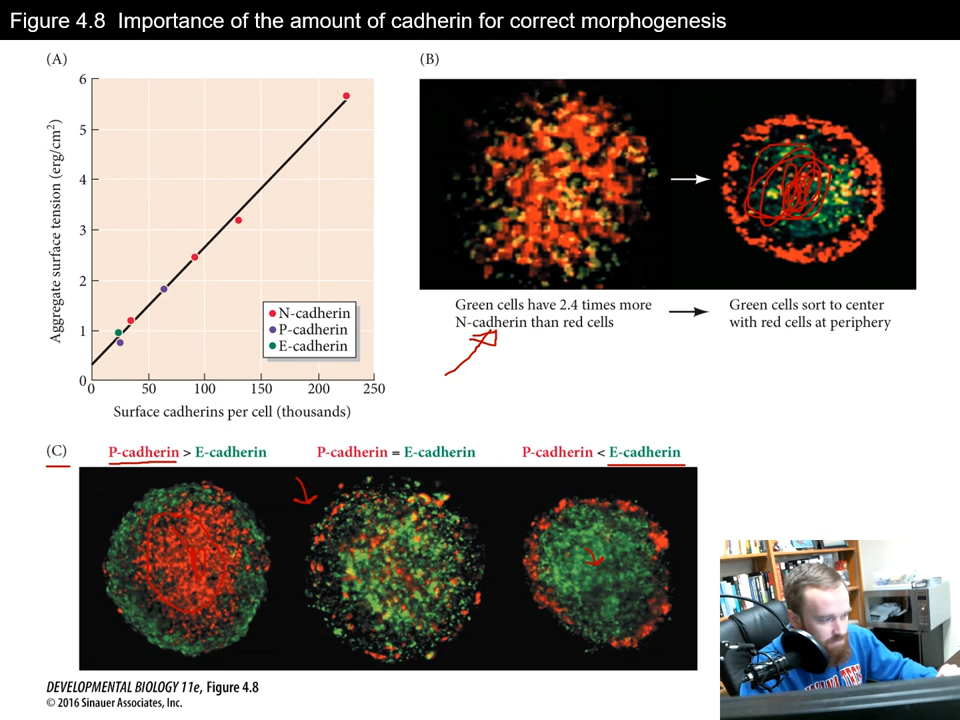 Figure 4.8 Importance of the amount of cadherin for correct morphogenesis
(A)
Aggregate surface tension (erg/cm²)
6
5
4
3
2
1
0
0 50 100 150 200 250
Surface cadherins per cell (thousands)
N-cadherin
P-cadherin
E-cadherin
(B)
Green cells have 2.4 times more
N-cadherin than red cells
Green cells sort to center
with red cells at periphery
(C)
P-cadherin > E-cadherin
P-cadherin = E-cadherin
P-cadherin < E-cadherin
DEVELOPMENTAL BIOLOGY 11e, Figure 4.8
© 2016 Sinauer Associates, Inc.